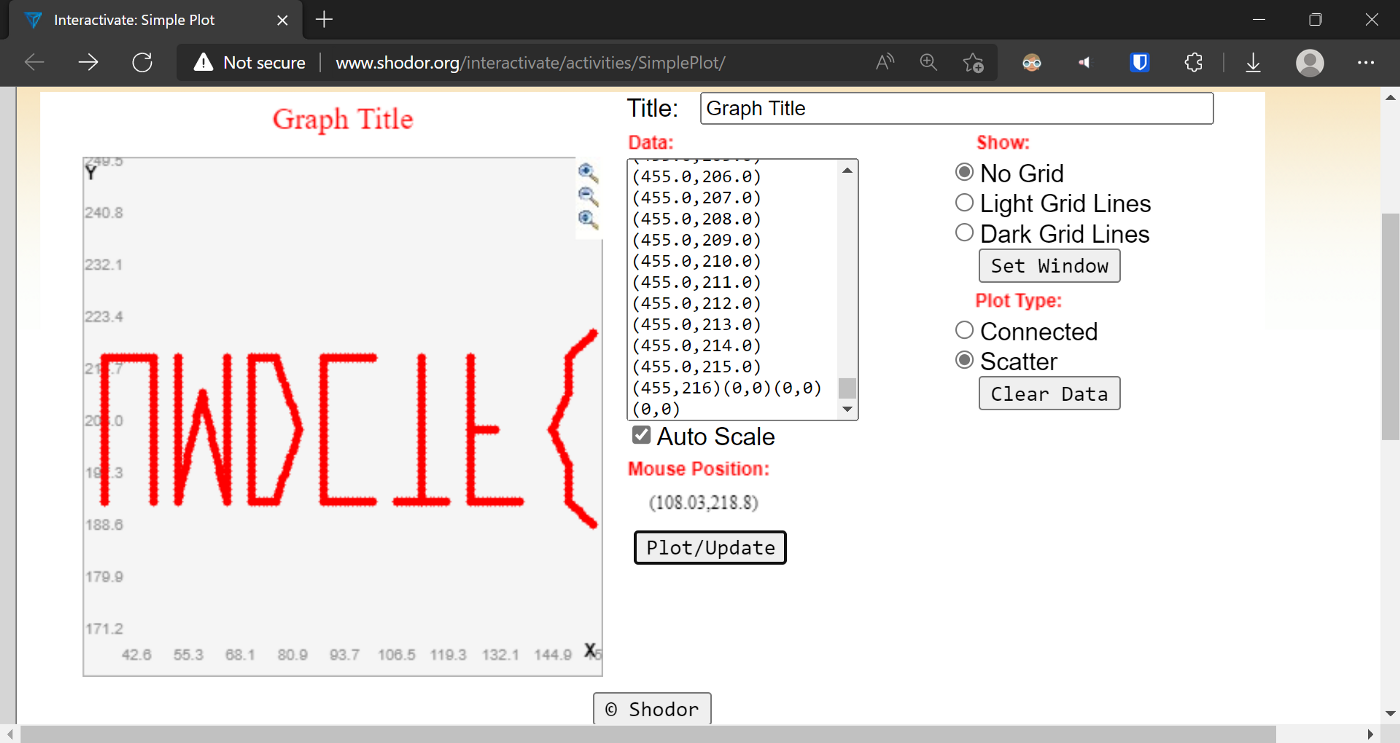 Interactivate: Simple Plot
Not secure | www.shodor.org/interactivate/activities/SimplePlot/
Graph Title
Y
249.5
240.8
232.1
223.4
188.6
179.9
171.2
42.6 55.3 68.1 80.9 93.7 106.5 119.3 132.1 144.9
X
Title: Graph Title
Data:
(455.0,206.0)
(455.0,207.0)
(455.0,208.0)
(455.0,209.0)
(455.0,210.0)
(455.0,211.0)
(455.0,212.0)
(455.0,213.0)
(455.0,214.0)
(455.0,215.0)
(455,216)(0,0)(0,0)
(0,0)
Auto Scale
Mouse Position:
(108.03,218.8)
Plot/Update
Show:
No Grid
Light Grid Lines
Dark Grid Lines
Set Window
Plot Type:
Connected
Scatter
Clear Data
© Shodor